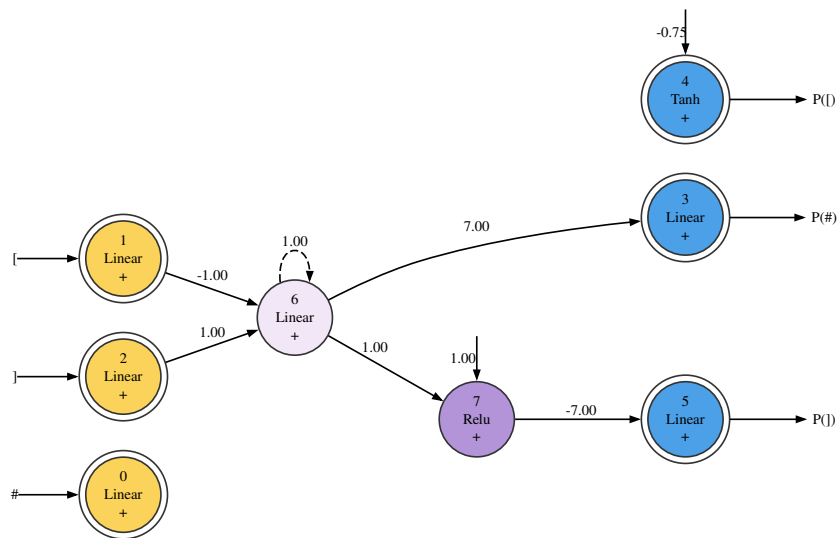 -0.75
4
Tanh
+
P([)
3
Linear
+
P(#)
7.00
[
1
Linear
+
-1.00
1.00
6
Linear
+
]
2
Linear
+
1.00
1.00
1.00
7
Relu
+
-7.00
5
Linear
+
P(])
#
0
Linear
+